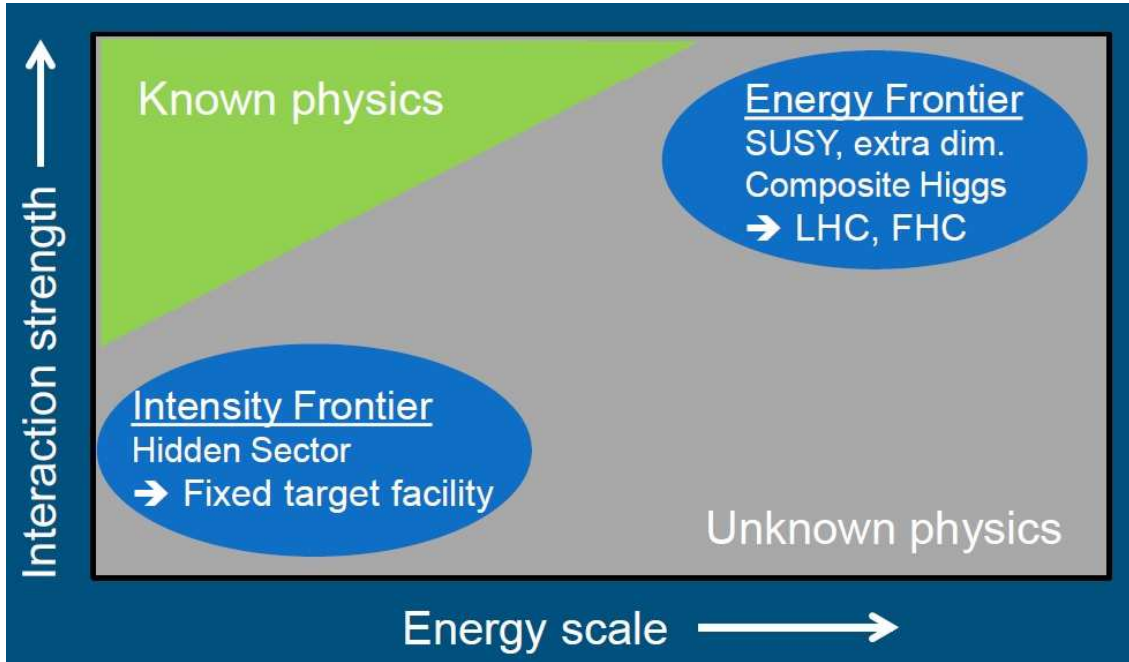 Known physics
Energy Frontier
SUSY, extra dim.
Composite Higgs
➔ LHC, FHC
Intensity Frontier
Hidden Sector
➔ Fixed target facility
Unknown physics
Interaction strength
Energy scale